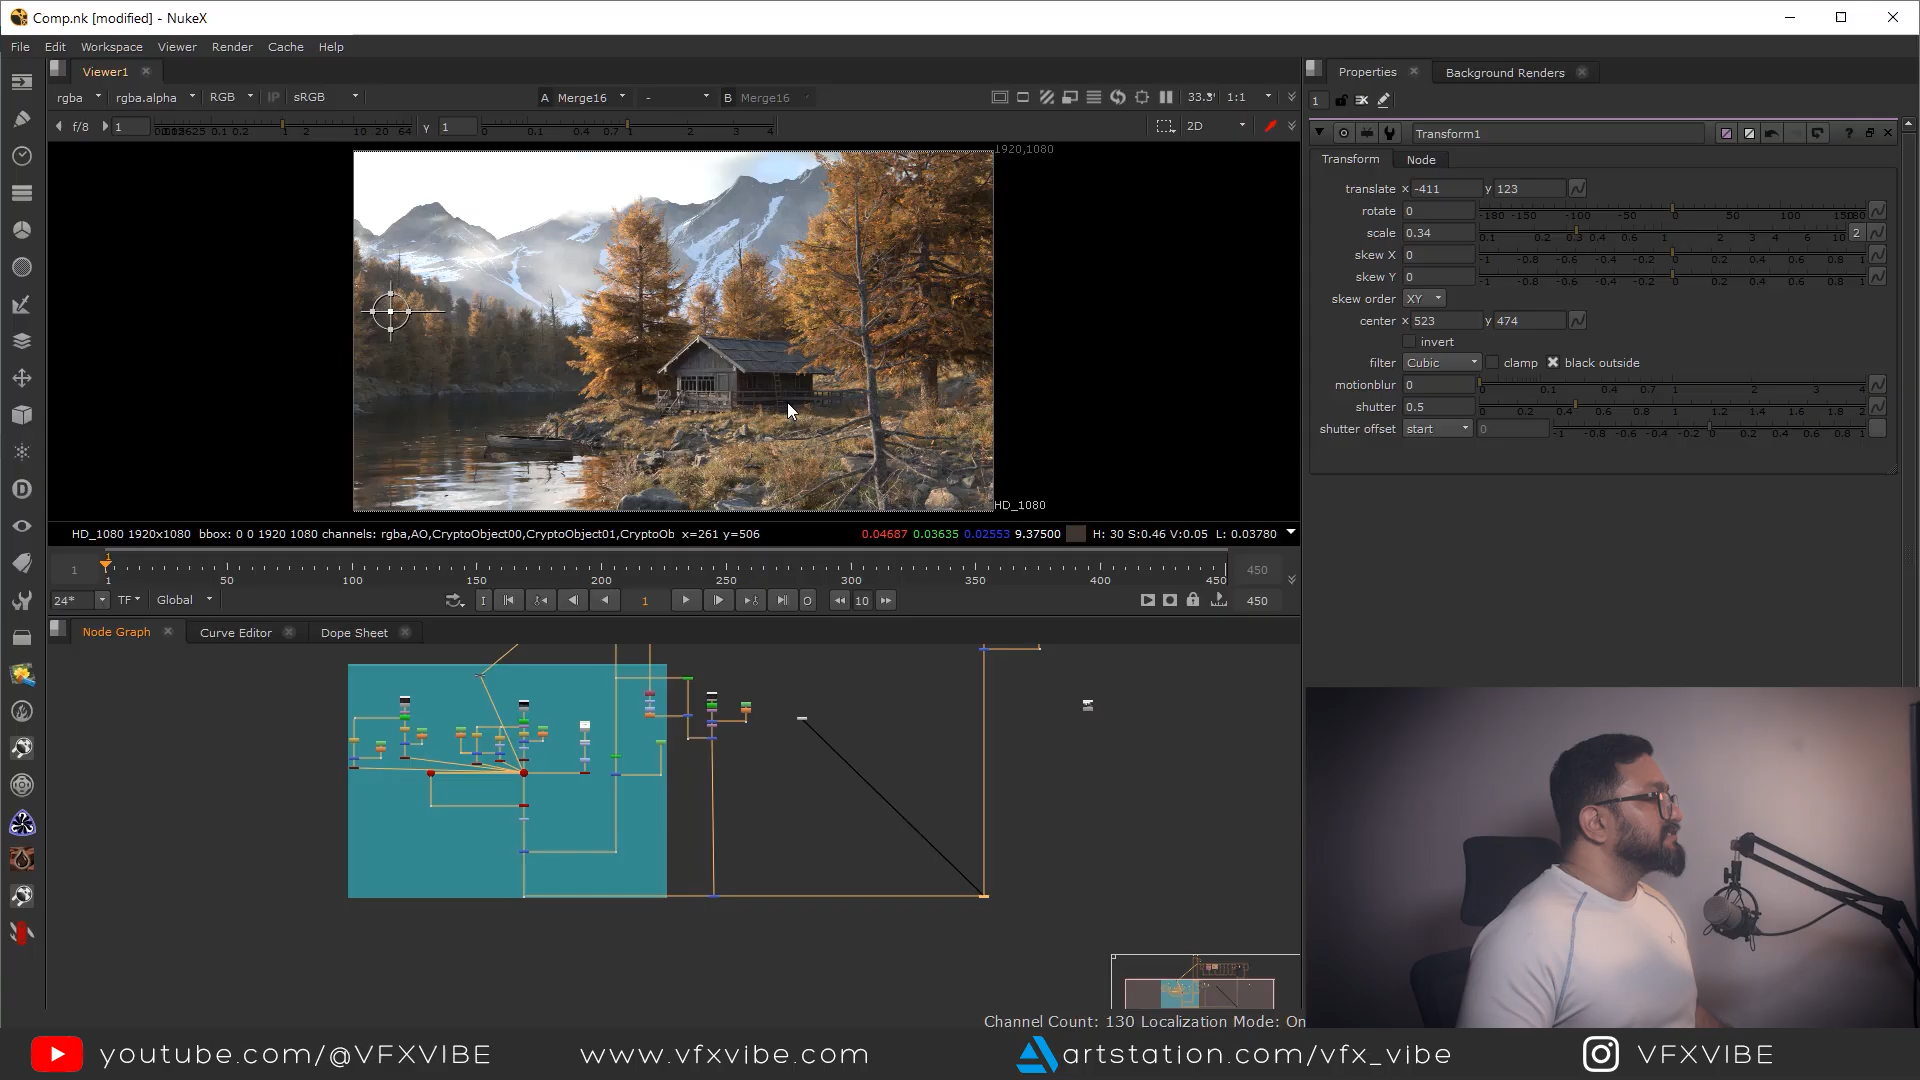 Comp.nk [modified] - NukeX
File Edit Workspace Viewer Render Cache Help
Viewer1
rgba rgba.alpha RGB IP sRGB A Merge16 - B Merge16 33.3 1:1
f/8 1 y 1 2D
1920,1080
HD_1080
HD_1080 1920x1080 bbox: 0 0 1920 1080 channels: rgba,AO,CryptoObject00,CryptoObject01,CryptoOb x=261 y=506 0.04687 0.03635 0.02553 9.37500 H: 30 S:0.46 V:0.05 L: 0.03780
1
1 1 50 100 150 200 250 300 350 400 450 450
24* TF Global I 1 O 10 450
Node Graph Curve Editor Dope Sheet
Channel Count: 130 Localization Mode: On
Properties Background Renders
1
Transform1
Transform Node
translate x -411 y 123
rotate 0 -180 -150 -100 -50 0 50 100
scale 0.34 0.1 0.2 0.3 0.4 0.6 1 2 3 4 6 10 2
skew X 0 -1 -0.8 -0.6 -0.4 -0.2 0 0.2 0.4 0.6 0.8 1
skew Y 0 -1 -0.8 -0.6 -0.4 -0.2 0 0.2 0.4 0.6 0.8 1
skew order XY
center x 523 y 474
invert
filter Cubic clamp black outside
motionblur 0 0 0.1 0.4 0.7 1 2 3 4
shutter 0.5 0 0.2 0.4 0.6 0.8 1 1.2 1.4 1.6 1.8 2
shutter offset start 0 -1 -0.8 -0.6 -0.4 -0.2 0 0.2 0.4 0.6 0.8 1
youtube.com/@VFXVIBE www.vfxvibe.com artstation.com/vfx_vibe VFXVIBE